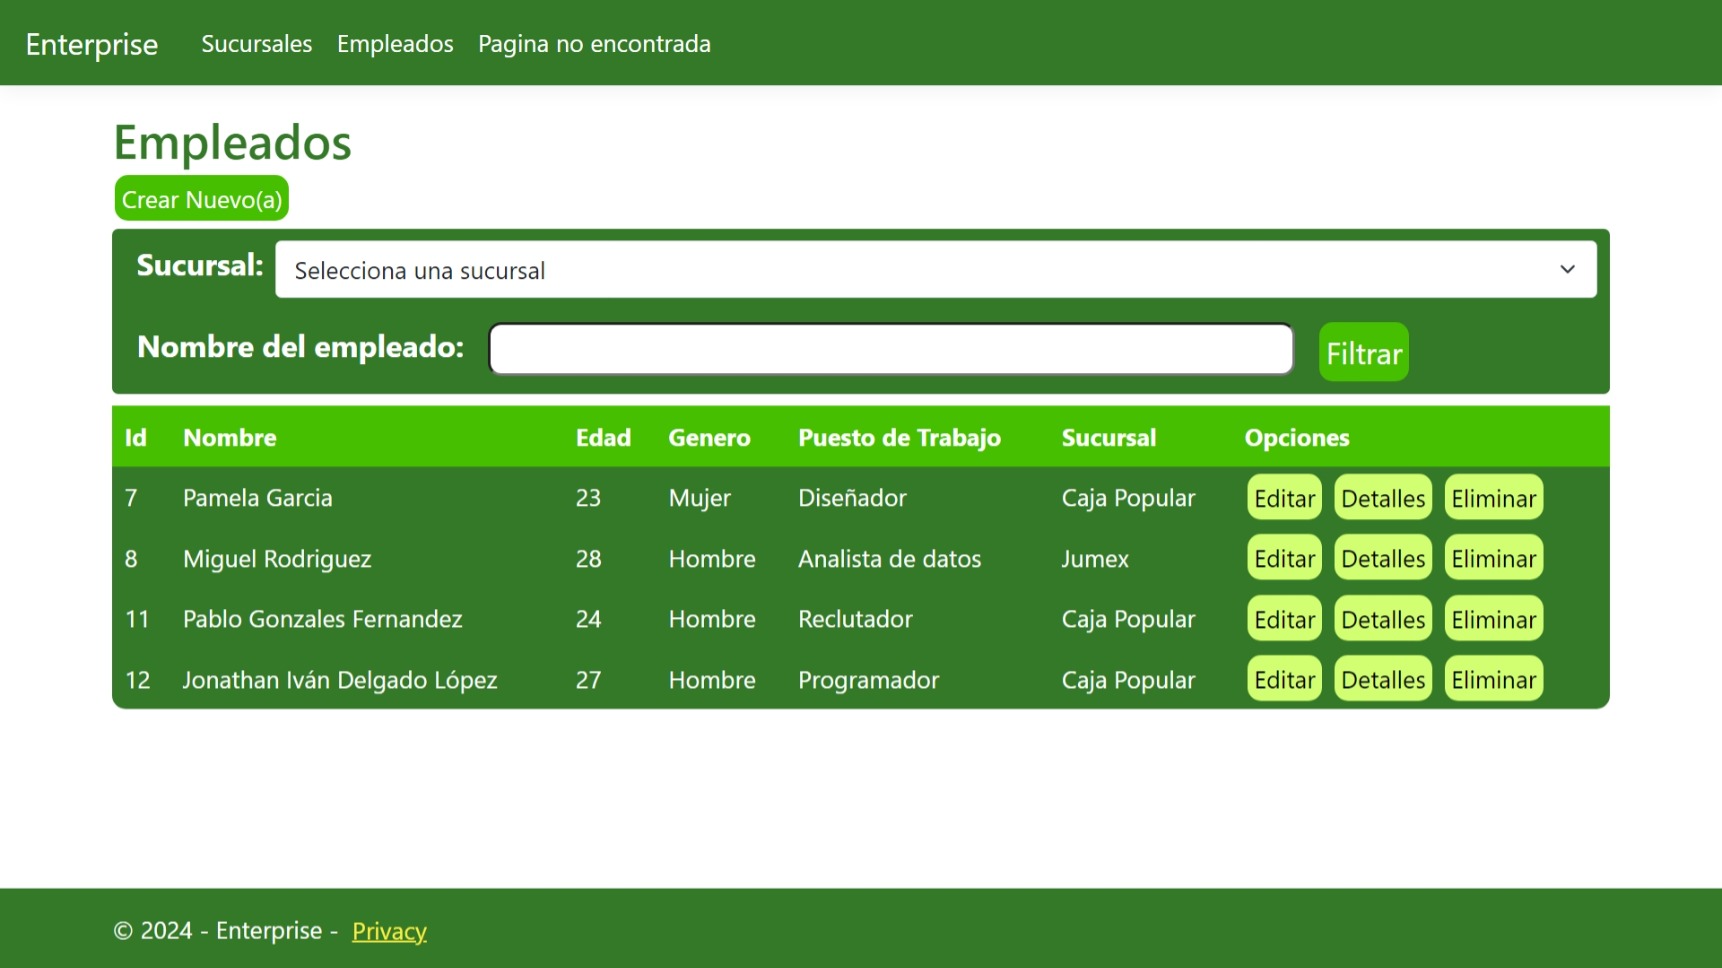 Enterprise Sucursales Empleados Pagina no encontrada
Empleados
Crear Nuevo(a)
Sucursal: Selecciona una sucursal
Nombre del empleado: Filtrar
Id Nombre Edad Genero Puesto de Trabajo Sucursal Opciones
7 Pamela Garcia 23 Mujer Diseñador Caja Popular Editar Detalles Eliminar
8 Miguel Rodriguez 28 Hombre Analista de datos Jumex Editar Detalles Eliminar
11 Pablo Gonzales Fernandez 24 Hombre Reclutador Caja Popular Editar Detalles Eliminar
12 Jonathan Iván Delgado López 27 Hombre Programador Caja Popular Editar Detalles Eliminar
© 2024 - Enterprise - Privacy